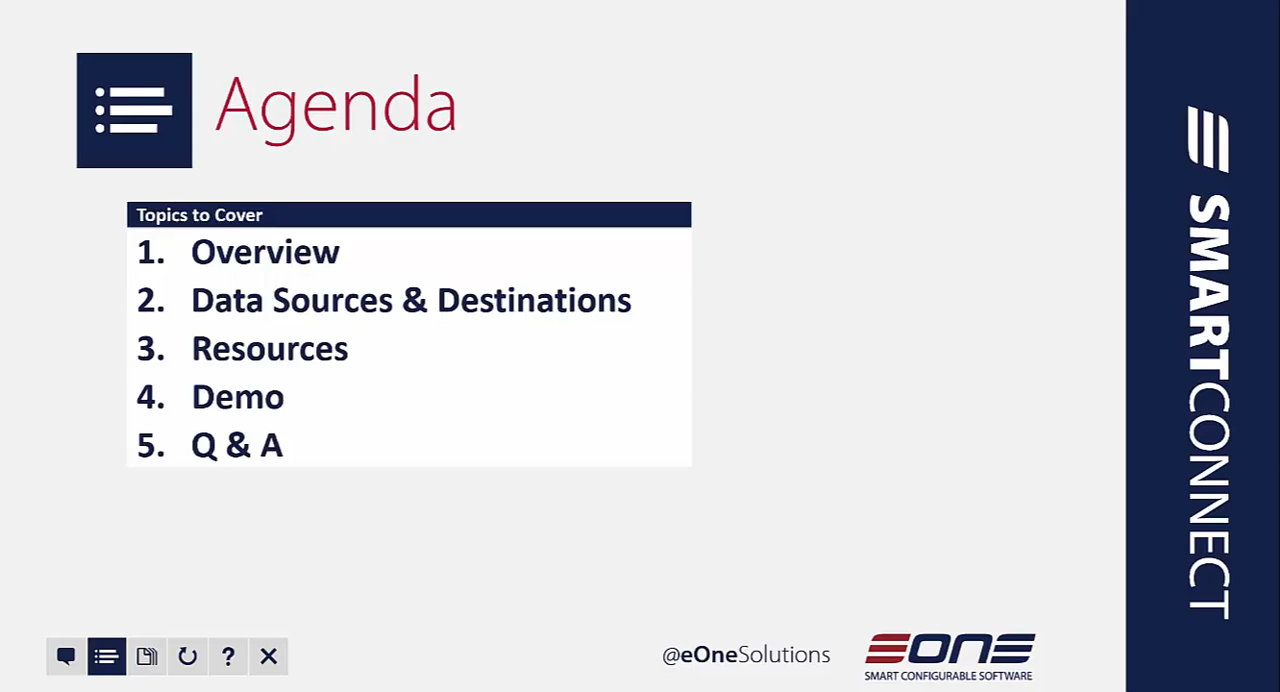 Agenda
Topics to Cover
1. Overview
2. Data Sources & Destinations
3. Resources
4. Demo
5. Q & A
@eOneSolutions
EONE
SMART CONFIGURABLE SOFTWARE
SMARTCONNECT
?